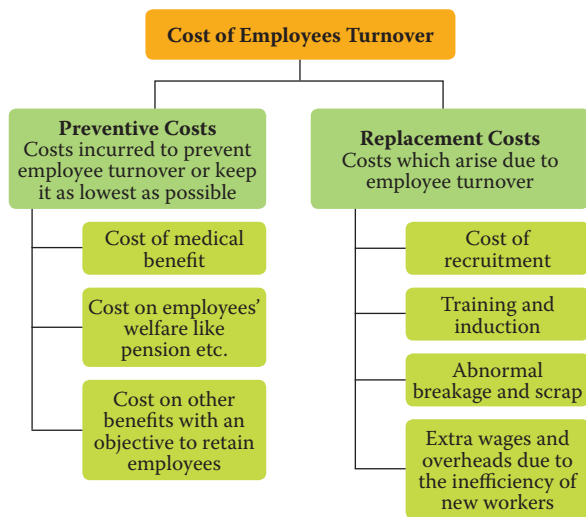 Cost of Employees Turnover
Preventive Costs
Costs incurred to prevent
employee turnover or keep
it as lowest as possible
Cost of medical
benefit
Cost on employees'
welfare like
pension etc.
Cost on other
benefits with an
objective to retain
employees
Replacement Costs
Costs which arise due to
employee turnover
Cost of
recruitment
Training and
induction
Abnormal
breakage and scrap
Extra wages and
overheads due to
the inefficiency of
new workers